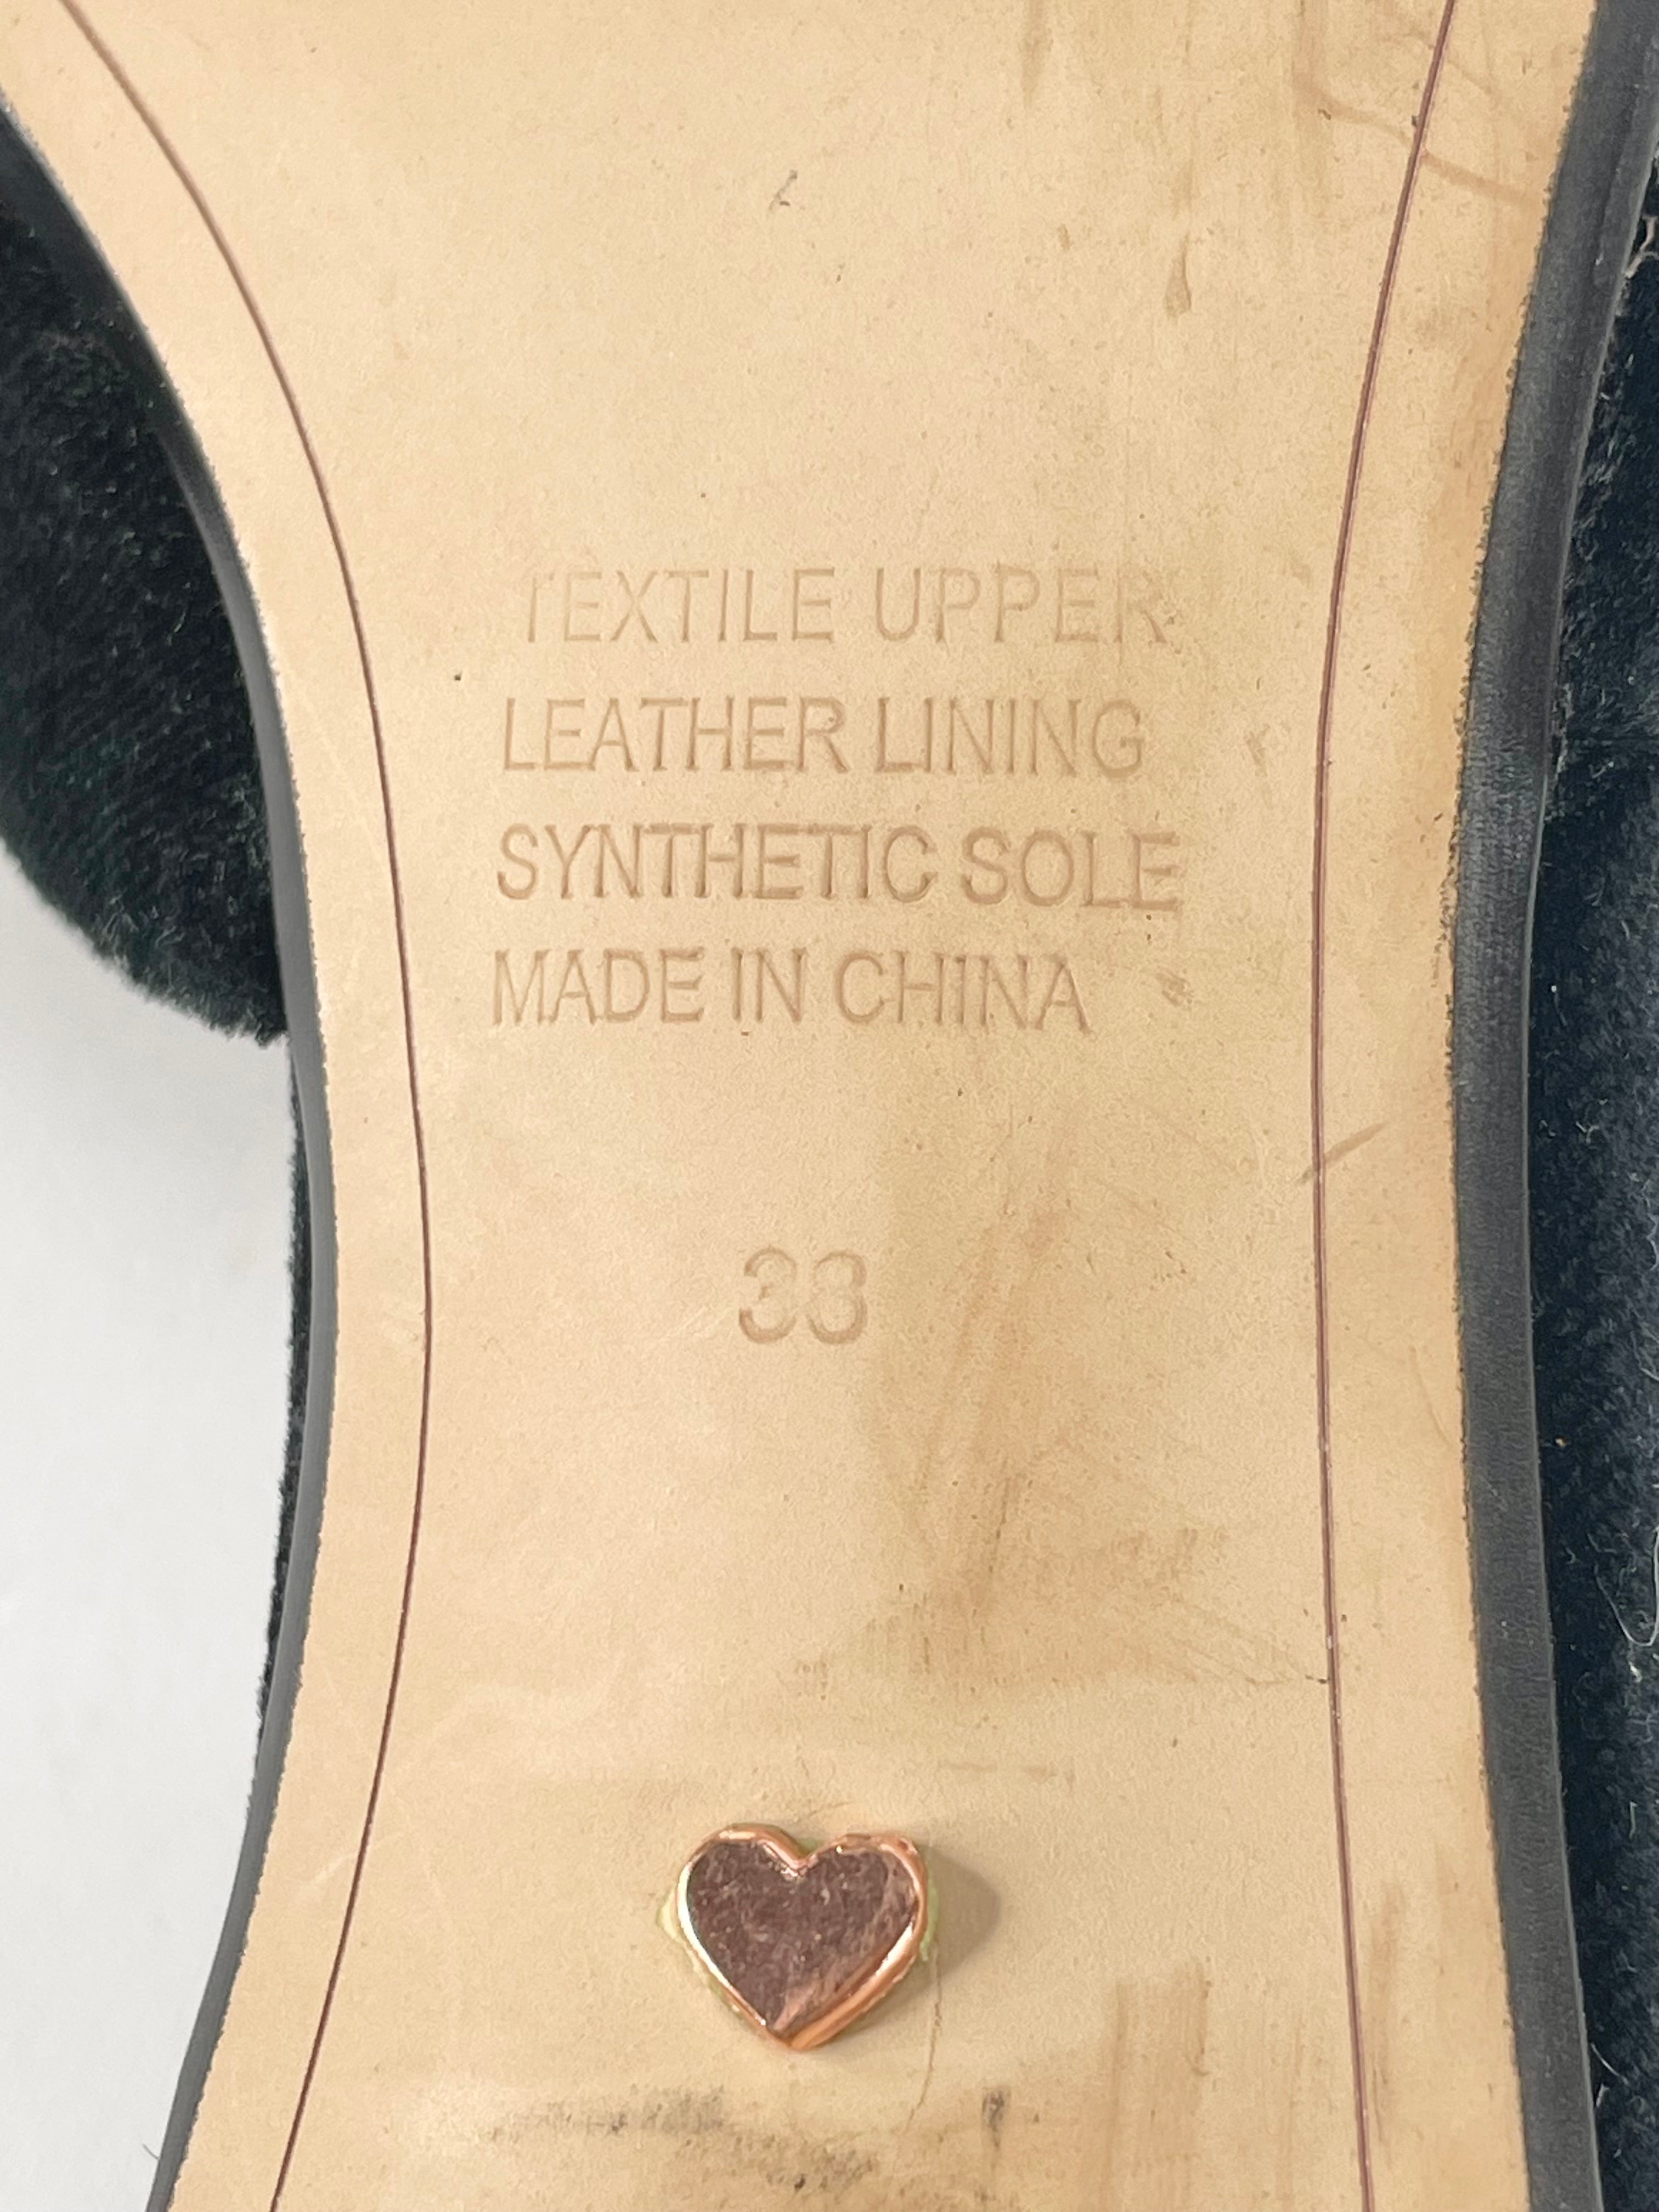 TEXTILE UPPER
LEATHER LINING
SYNTHETIC SOLE
MADE IN CHINA
33